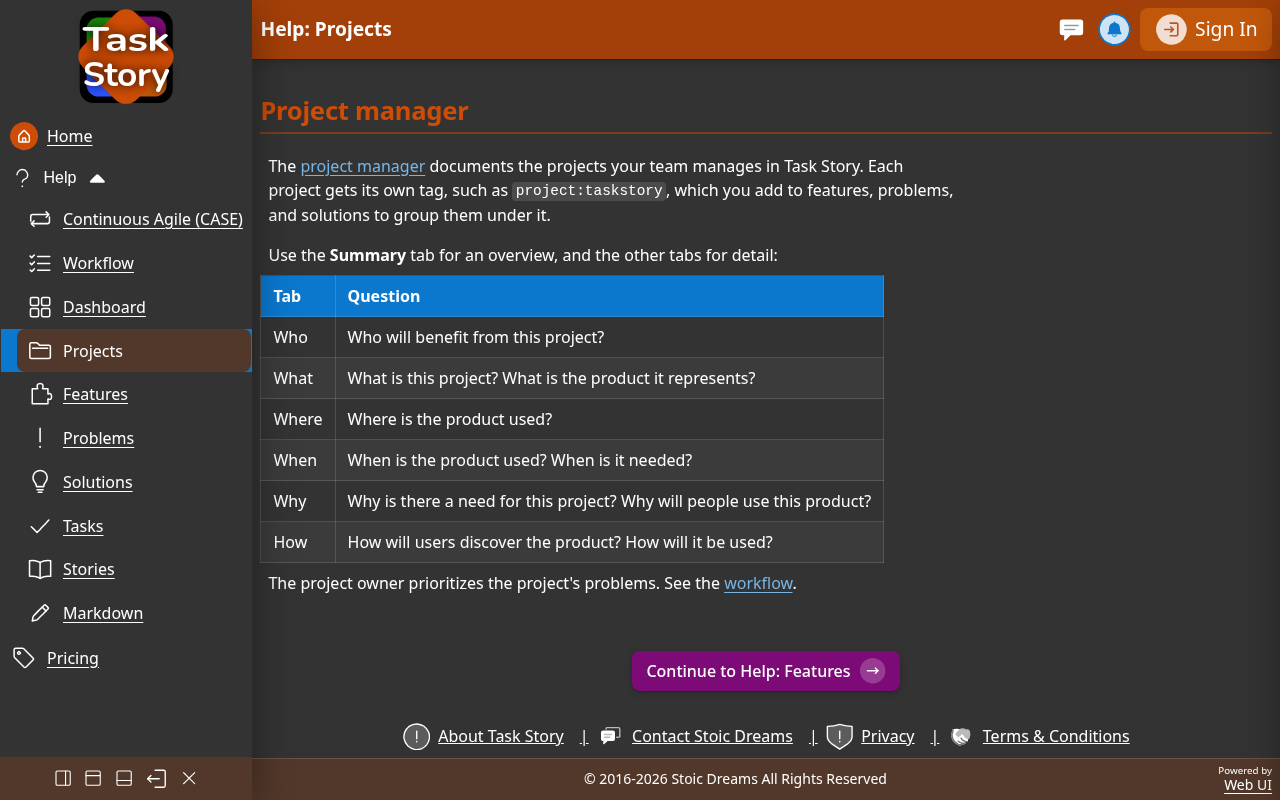 Task
Story
Home
Help
Continuous Agile (CASE)
Workflow
Dashboard
Projects
Features
Problems
Solutions
Tasks
Stories
Markdown
Pricing
Help: Projects
Sign In
Project manager
The project manager documents the projects your team manages in Task Story. Each
project gets its own tag, such as project:taskstory, which you add to features, problems,
and solutions to group them under it.
Use the Summary tab for an overview, and the other tabs for detail:
Tab Question
Who Who will benefit from this project?
What What is this project? What is the product it represents?
Where Where is the product used?
When When is the product used? When is it needed?
Why Why is there a need for this project? Why will people use this product?
How How will users discover the product? How will it be used?
The project owner prioritizes the project's problems. See the workflow.
Continue to Help: Features
About Task Story | Contact Stoic Dreams | Privacy | Terms & Conditions
© 2016-2026 Stoic Dreams All Rights Reserved
Powered by
Web UI